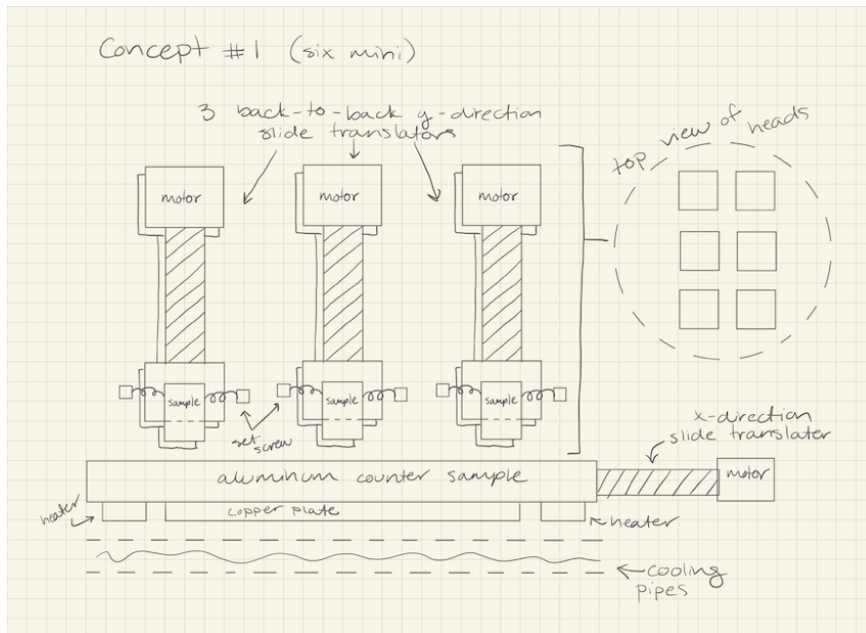 Concept #1 (six mini)
3 back-to-back y-direction
slide translators
top view of heads
motor
motor
motor
sample
sample
sample
set
screw
x-direction
slide translater
motor
aluminum counter sample
heater
copper plate
heater
cooling
pipes